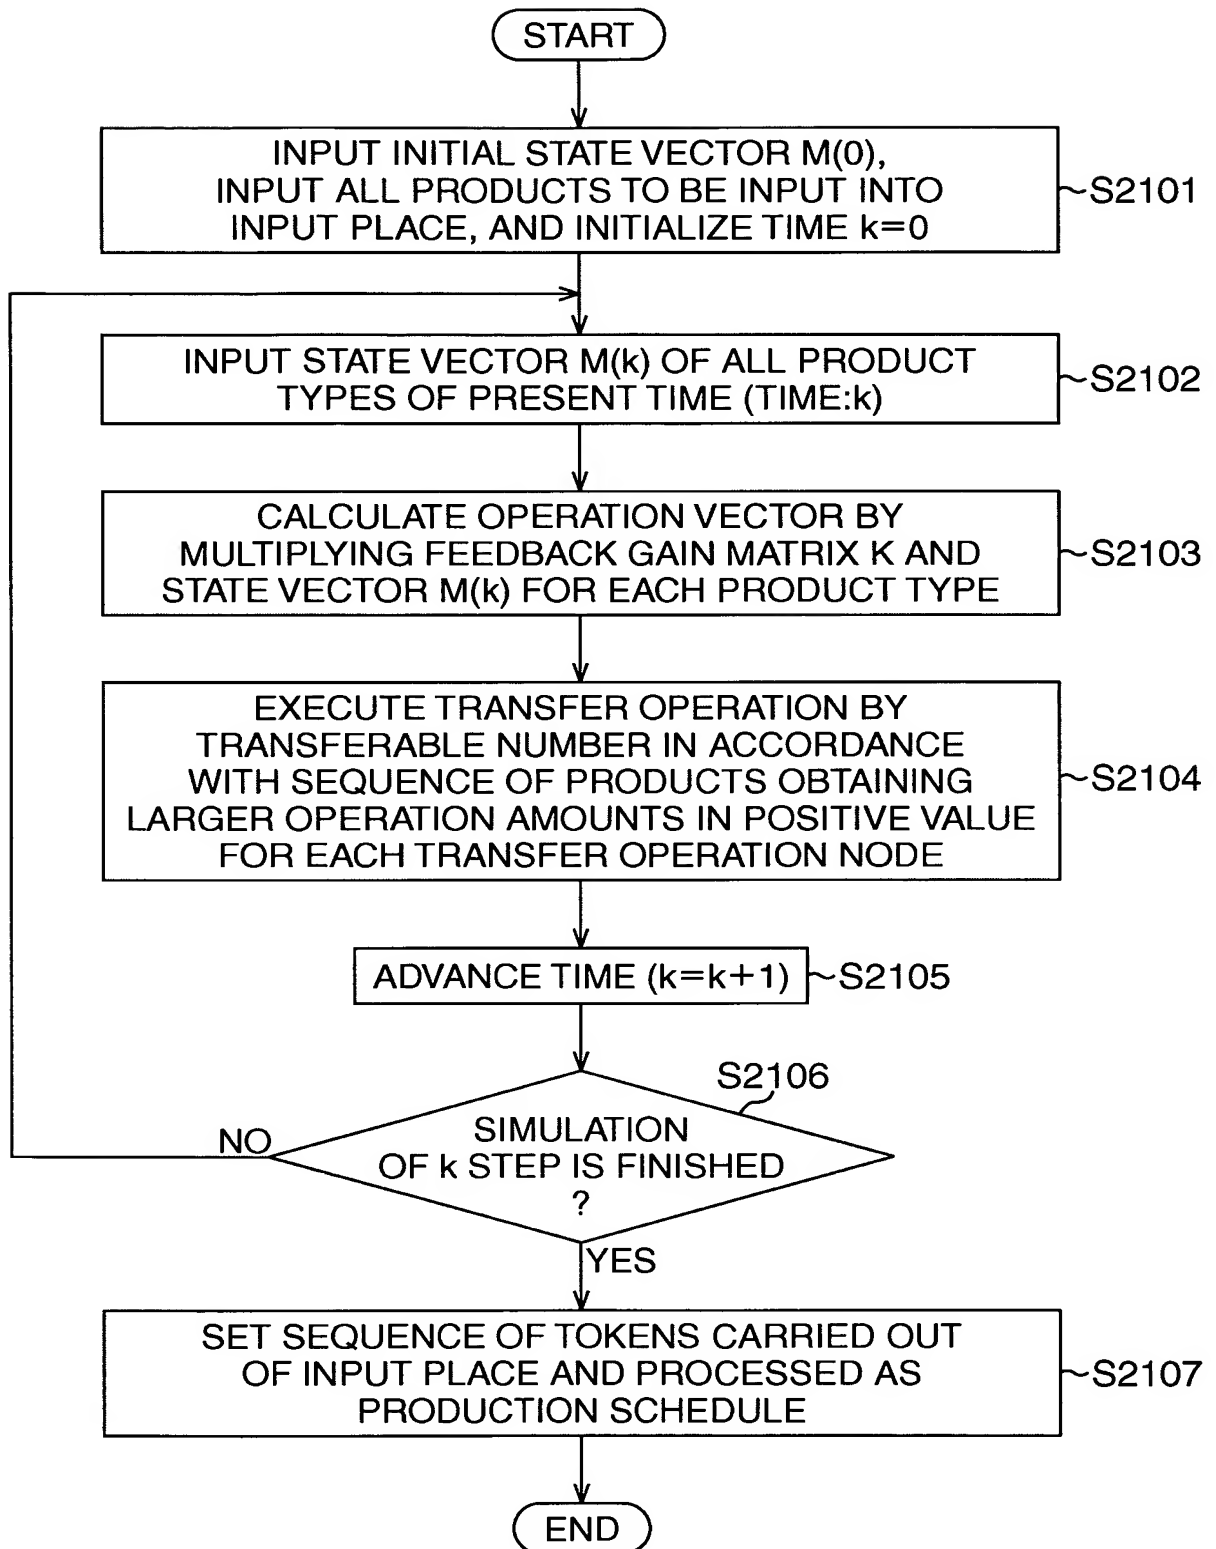 START
INPUT INITIAL STATE VECTOR M(0),
INPUT ALL PRODUCTS TO BE INPUT INTO
INPUT PLACE, AND INITIALIZE TIME k=0
S2101
INPUT STATE VECTOR M(k) OF ALL PRODUCT
TYPES OF PRESENT TIME (TIME:k)
S2102
CALCULATE OPERATION VECTOR BY
MULTIPLYING FEEDBACK GAIN MATRIX K AND
STATE VECTOR M(k) FOR EACH PRODUCT TYPE
S2103
EXECUTE TRANSFER OPERATION BY
TRANSFERABLE NUMBER IN ACCORDANCE
WITH SEQUENCE OF PRODUCTS OBTAINING
LARGER OPERATION AMOUNTS IN POSITIVE VALUE
FOR EACH TRANSFER OPERATION NODE
S2104
ADVANCE TIME (k=k+1)
S2105
S2106
SIMULATION
OF k STEP IS FINISHED
?
NO
YES
SET SEQUENCE OF TOKENS CARRIED OUT
OF INPUT PLACE AND PROCESSED AS
PRODUCTION SCHEDULE
S2107
END